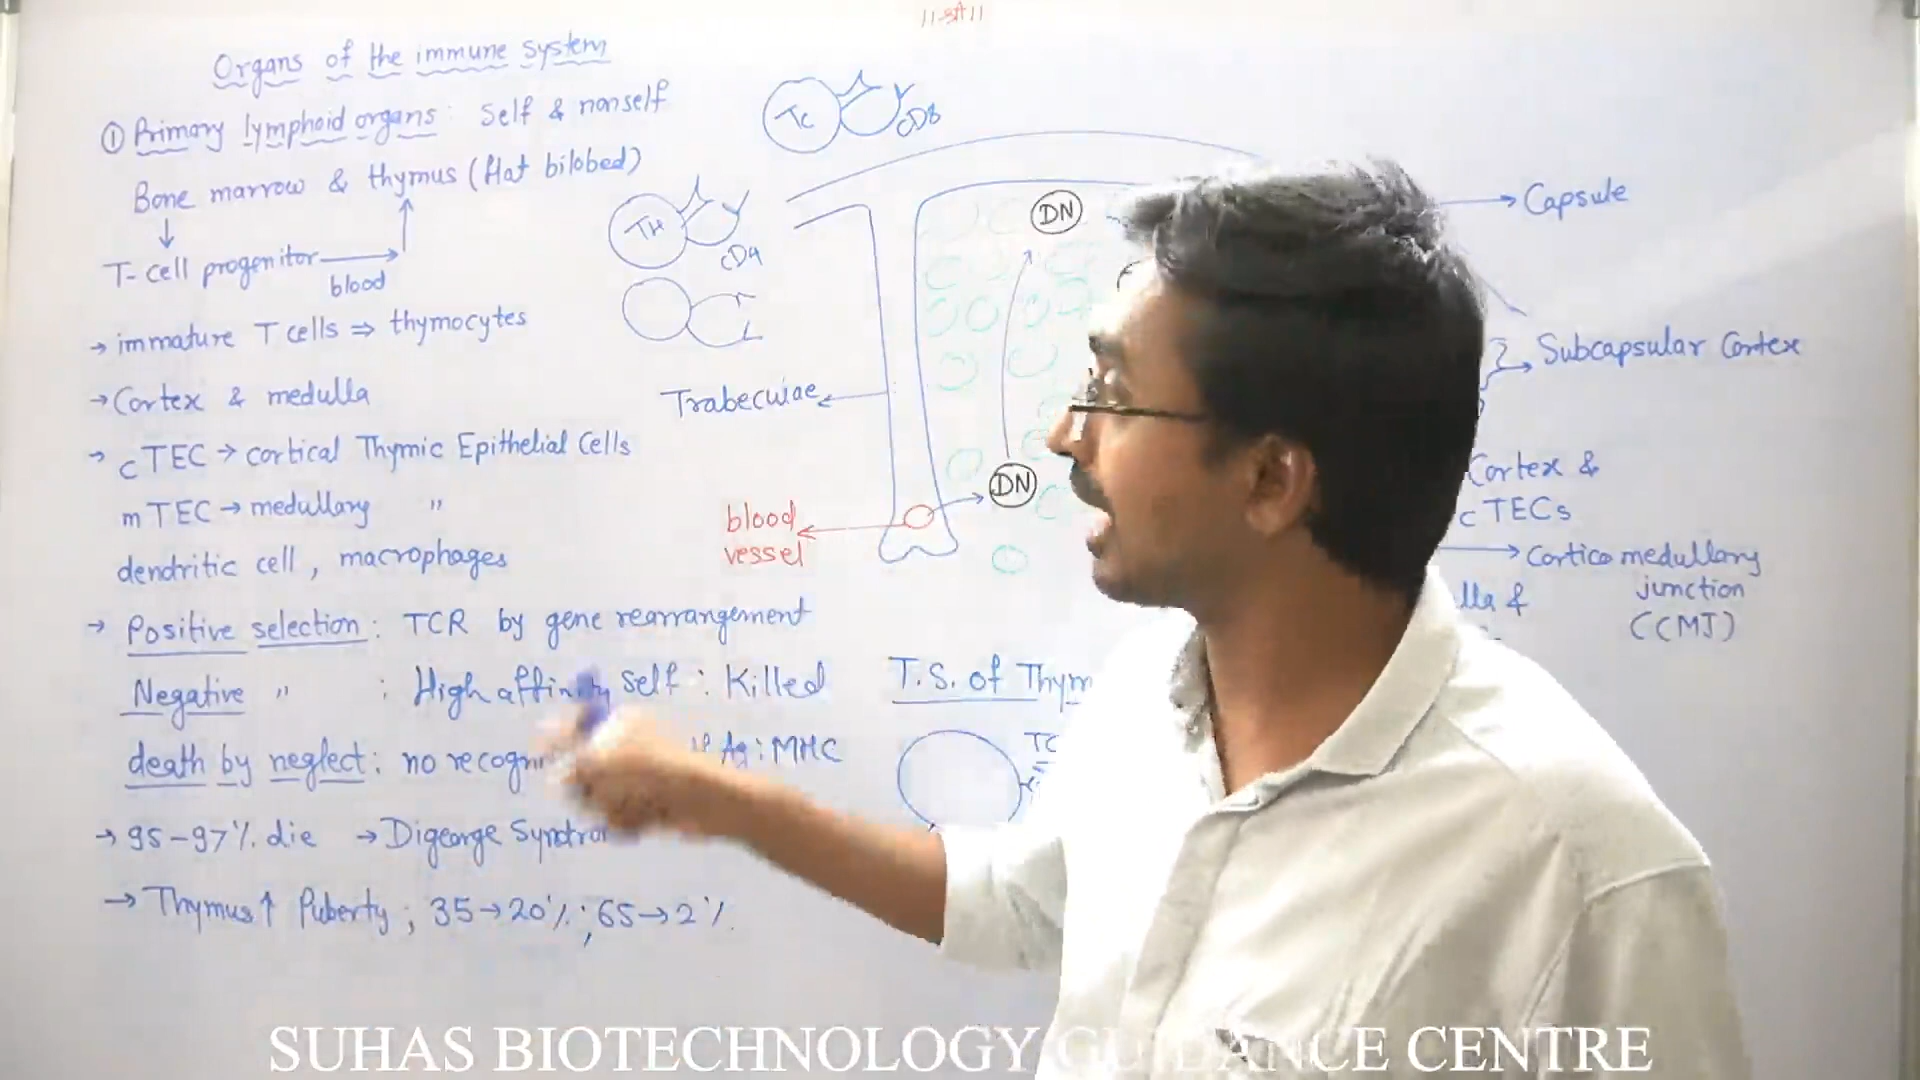 ॥श्री॥
Organs of the immune system
① Primary lymphoid organs : Self & nonself
Bone marrow & thymus (flat bilobed)
T-cell progenitor
blood
→ immature T cells ⇒ thymocytes
→ Cortex & medulla
→ cTEC → cortical Thymic Epithelial Cells
mTEC → medullary "
dendritic cell, macrophages
→ Positive selection : TCR by gene rearrangement
Negative " : High affinity self : Killed
death by neglect : no Ag : MHC
→ 95-97% die → Digeorge
→ Thymus ↑ Puberty ; 35 → 20% ; 65 → 2%.
Tc
CD8
TH
CD4
Trabeculae
blood
vessel
DN
DN
Capsule
Subcapsular Cortex
Cortex &
cTECs
Cortico medullary
junction
(CMJ)
&
T.S. of
SUHAS BIOTECHNOLOGY GUIDANCE CENTRE